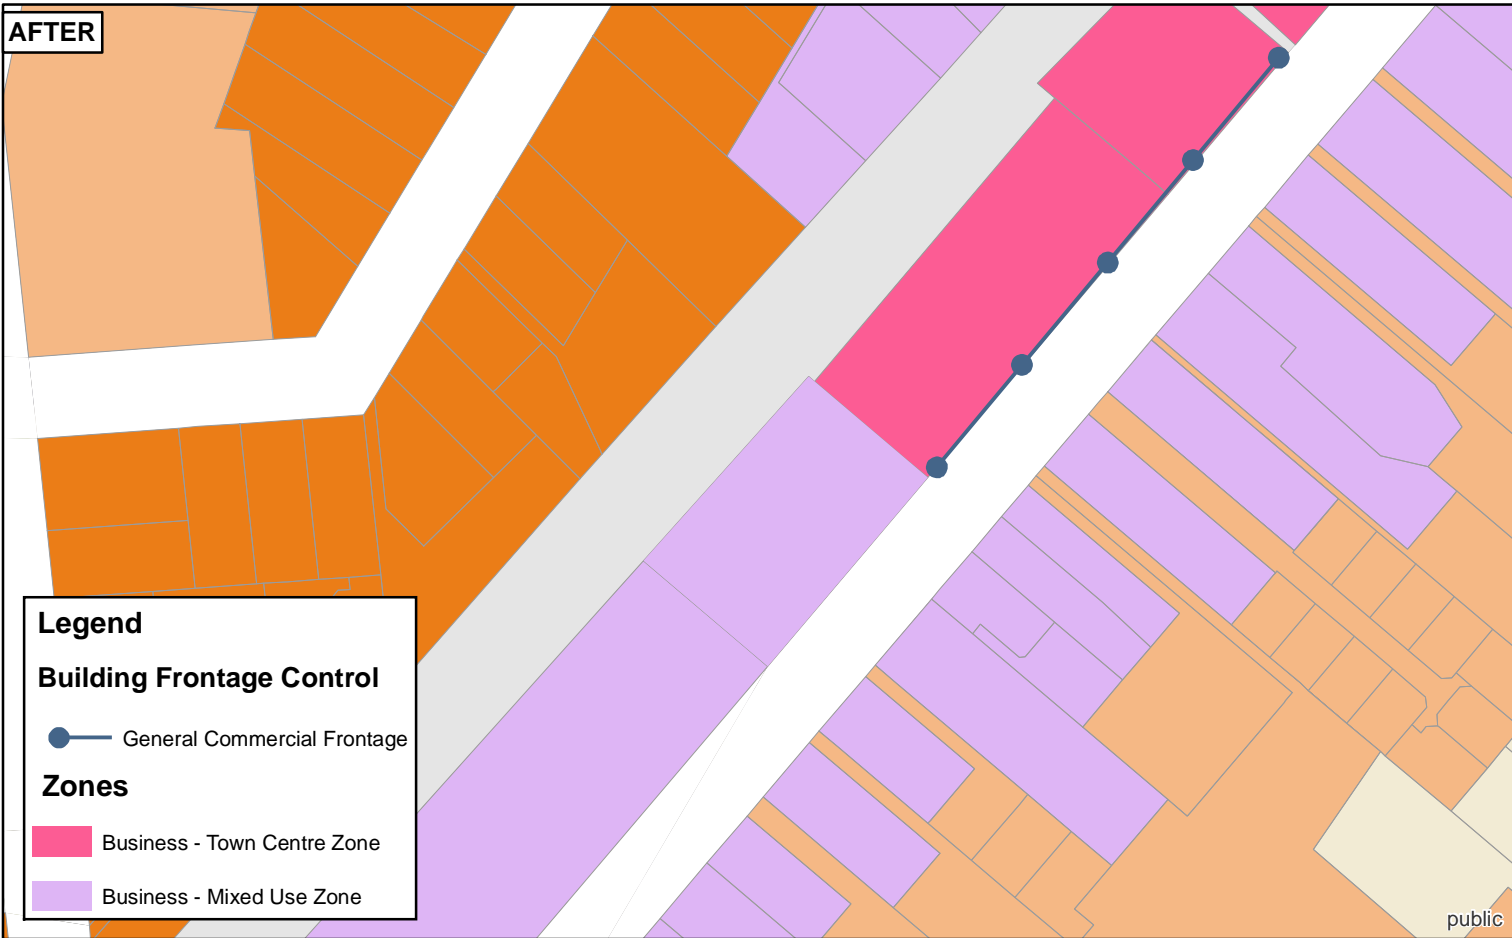 AFTER
Legend
Building Frontage Control
General Commercial Frontage
Zones
Business - Town Centre Zone
Business - Mixed Use Zone
public